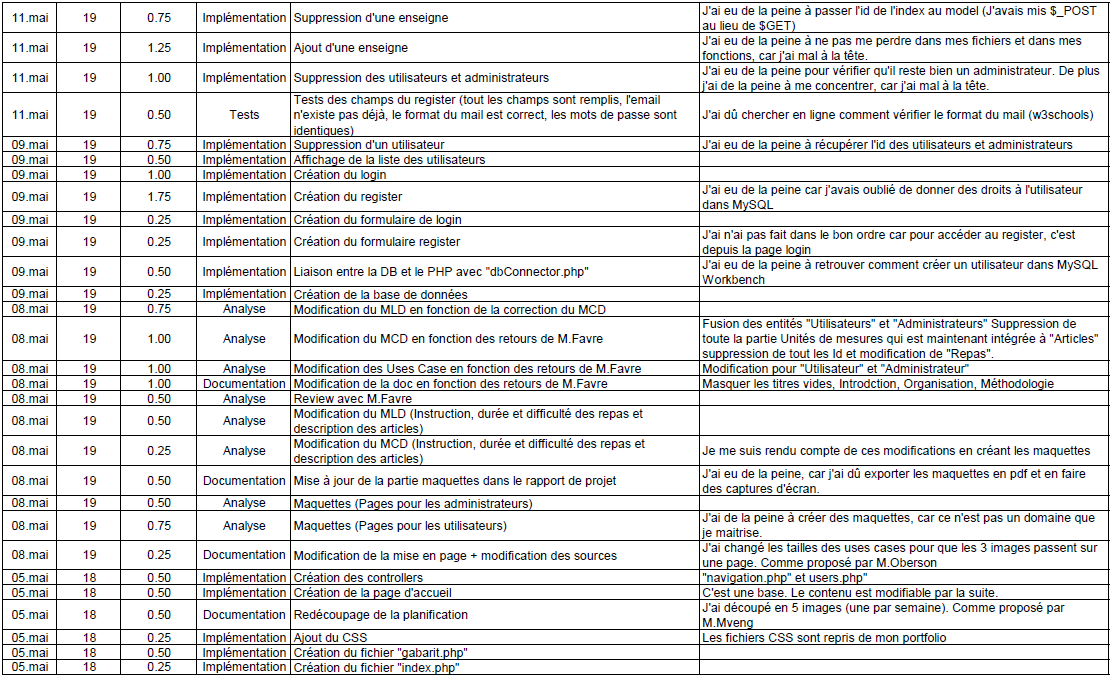 11.mai 19 0.75 Implémentation Suppression d'une enseigne J'ai eu de la peine à passer l'id de l'index au model (J'avais mis $_POST
au lieu de $GET)
11.mai 19 1.25 Implémentation Ajout d'une enseigne J'ai eu de la peine à ne pas me perdre dans mes fichiers et dans mes
fonctions, car j'ai mal à la tête.
11.mai 19 1.00 Implémentation Suppression des utilisateurs et administrateurs J'ai eu de la peine pour vérifier qu'il reste bien un administrateur. De plus
j'ai de la peine à me concentrer, car j'ai mal à la tête.
11.mai 19 0.50 Tests Tests des champs du register (tout les champs sont remplis, l'email
n'existe pas déjà, le format du mail est correct, les mots de passe sont
identiques) J'ai dû chercher en ligne comment vérifier le format du mail (w3schools)
09.mai 19 0.75 Implémentation Suppression d'un utilisateur J'ai eu de la peine à récupérer l'id des utilisateurs et administrateurs
09.mai 19 0.50 Implémentation Affichage de la liste des utilisateurs
09.mai 19 1.00 Implémentation Création du login
09.mai 19 1.75 Implémentation Création du register J'ai eu de la peine car j'avais oublié de donner des droits à l'utilisateur
dans MySQL
09.mai 19 0.25 Implémentation Création du formulaire de login
09.mai 19 0.25 Implémentation Création du formulaire register J'ai n'ai pas fait dans le bon ordre car pour accéder au register, c'est
depuis la page login
09.mai 19 0.50 Implémentation Liaison entre la DB et le PHP avec "dbConnector.php" J'ai eu de la peine à retrouver comment créer un utilisateur dans MySQL
Workbench
09.mai 19 0.25 Implémentation Création de la base de données
08.mai 19 0.75 Analyse Modification du MLD en fonction de la correction du MCD
08.mai 19 1.00 Analyse Modification du MCD en fonction des retours de M.Favre Fusion des entités "Utilisateurs" et "Administrateurs" Suppression de
toute la partie Unités de mesures qui est maintenant intégrée à "Articles"
suppression de tout les Id et modification de "Repas".
08.mai 19 1.00 Analyse Modification des Uses Case en fonction des retours de M.Favre Modification pour "Utilisateur" et "Administrateur"
08.mai 19 1.00 Documentation Modification de la doc en fonction des retours de M.Favre Masquer les titres vides, Introdction, Organisation, Méthodologie
08.mai 19 0.50 Analyse Review avec M.Favre
08.mai 19 0.50 Analyse Modification du MLD (Instruction, durée et difficulté des repas et
description des articles)
08.mai 19 0.25 Analyse Modification du MCD (Instruction, durée et difficulté des repas et
description des articles) Je me suis rendu compte de ces modifications en créant les maquettes
08.mai 19 0.50 Documentation Mise à jour de la partie maquettes dans le rapport de projet J'ai eu de la peine, car j'ai dû exporter les maquettes en pdf et en faire
des captures d'écran.
08.mai 19 0.50 Analyse Maquettes (Pages pour les administrateurs)
08.mai 19 0.75 Analyse Maquettes (Pages pour les utilisateurs) J'ai de la peine à créer des maquettes, car ce n'est pas un domaine que
je maitrise.
08.mai 19 0.25 Documentation Modification de la mise en page + modification des sources J'ai changé les tailles des uses cases pour que les 3 images passent sur
une page. Comme proposé par M.Oberson
05.mai 18 0.50 Implémentation Création des controllers "navigation.php" et users.php"
05.mai 18 0.50 Implémentation Création de la page d'accueil C'est une base. Le contenu est modifiable par la suite.
05.mai 18 0.50 Documentation Redécoupage de la planification J'ai découpé en 5 images (une par semaine). Comme proposé par
M.Mveng
05.mai 18 0.25 Implémentation Ajout du CSS Les fichiers CSS sont repris de mon portfolio
05.mai 18 0.50 Implémentation Création du fichier "gabarit.php"
05.mai 18 0.25 Implémentation Création du fichier "index.php"